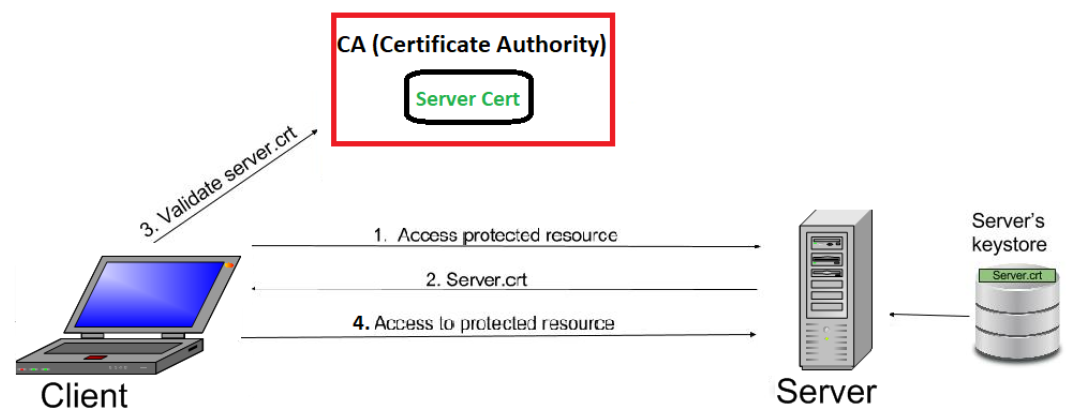 CA (Certificate Authority)
Server Cert
3. Validate server.crt
1. Access protected resource
2. Server.crt
4. Access to protected resource
Client
Server
Server's
keystore
Server.crt